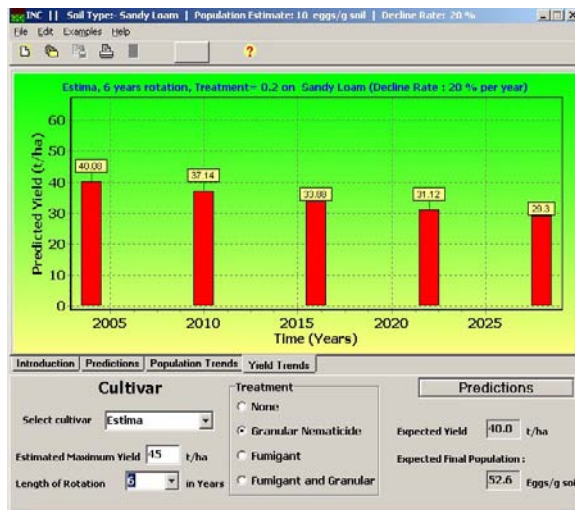 INC || Soil Type:- Sandy Loam | Population Estimate: 10 eggs/g soil | Decline Rate: 20 %
File Edit Examples Help
?
Estima, 6 years rotation, Treatment= 0.2 on Sandy Loam (Decline Rate : 20 % per year)
Predicted Yield (t/ha)
60
50
40
30
20
10
0
40.08
37.14
33.88
31.12
29.3
2005 2010 2015 2020 2025
Time (Years)
Introduction Predictions Population Trends Yield Trends
Cultivar
Select cultivar Estima
Estimated Maximum Yield 45 t/ha
Length of Rotation 6 in Years
Treatment
None
Granular Nematicide
Fumigant
Fumigant and Granular
Predictions
Expected Yield 40.0 t/ha
Expected Final Population :
52.6 Eggs/g soi